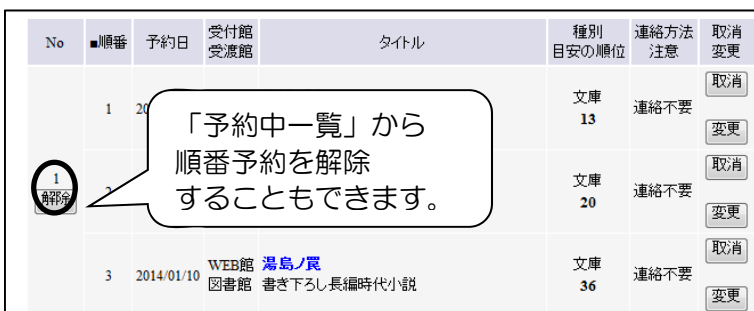 No ■順番 予約日 受付館 受渡館 タイトル 種別 目安の順位 連絡方法 注意 取消 変更
1 20 文庫 13 連絡不要 取消 変更
「予約中一覧」から
順番予約を解除
することもできます。
1 解除
文庫 20 連絡不要 取消 変更
3 2014/01/10 WEB館 図書館 湯島ノ罠 書き下ろし長編時代小説 文庫 36 連絡不要 取消 変更